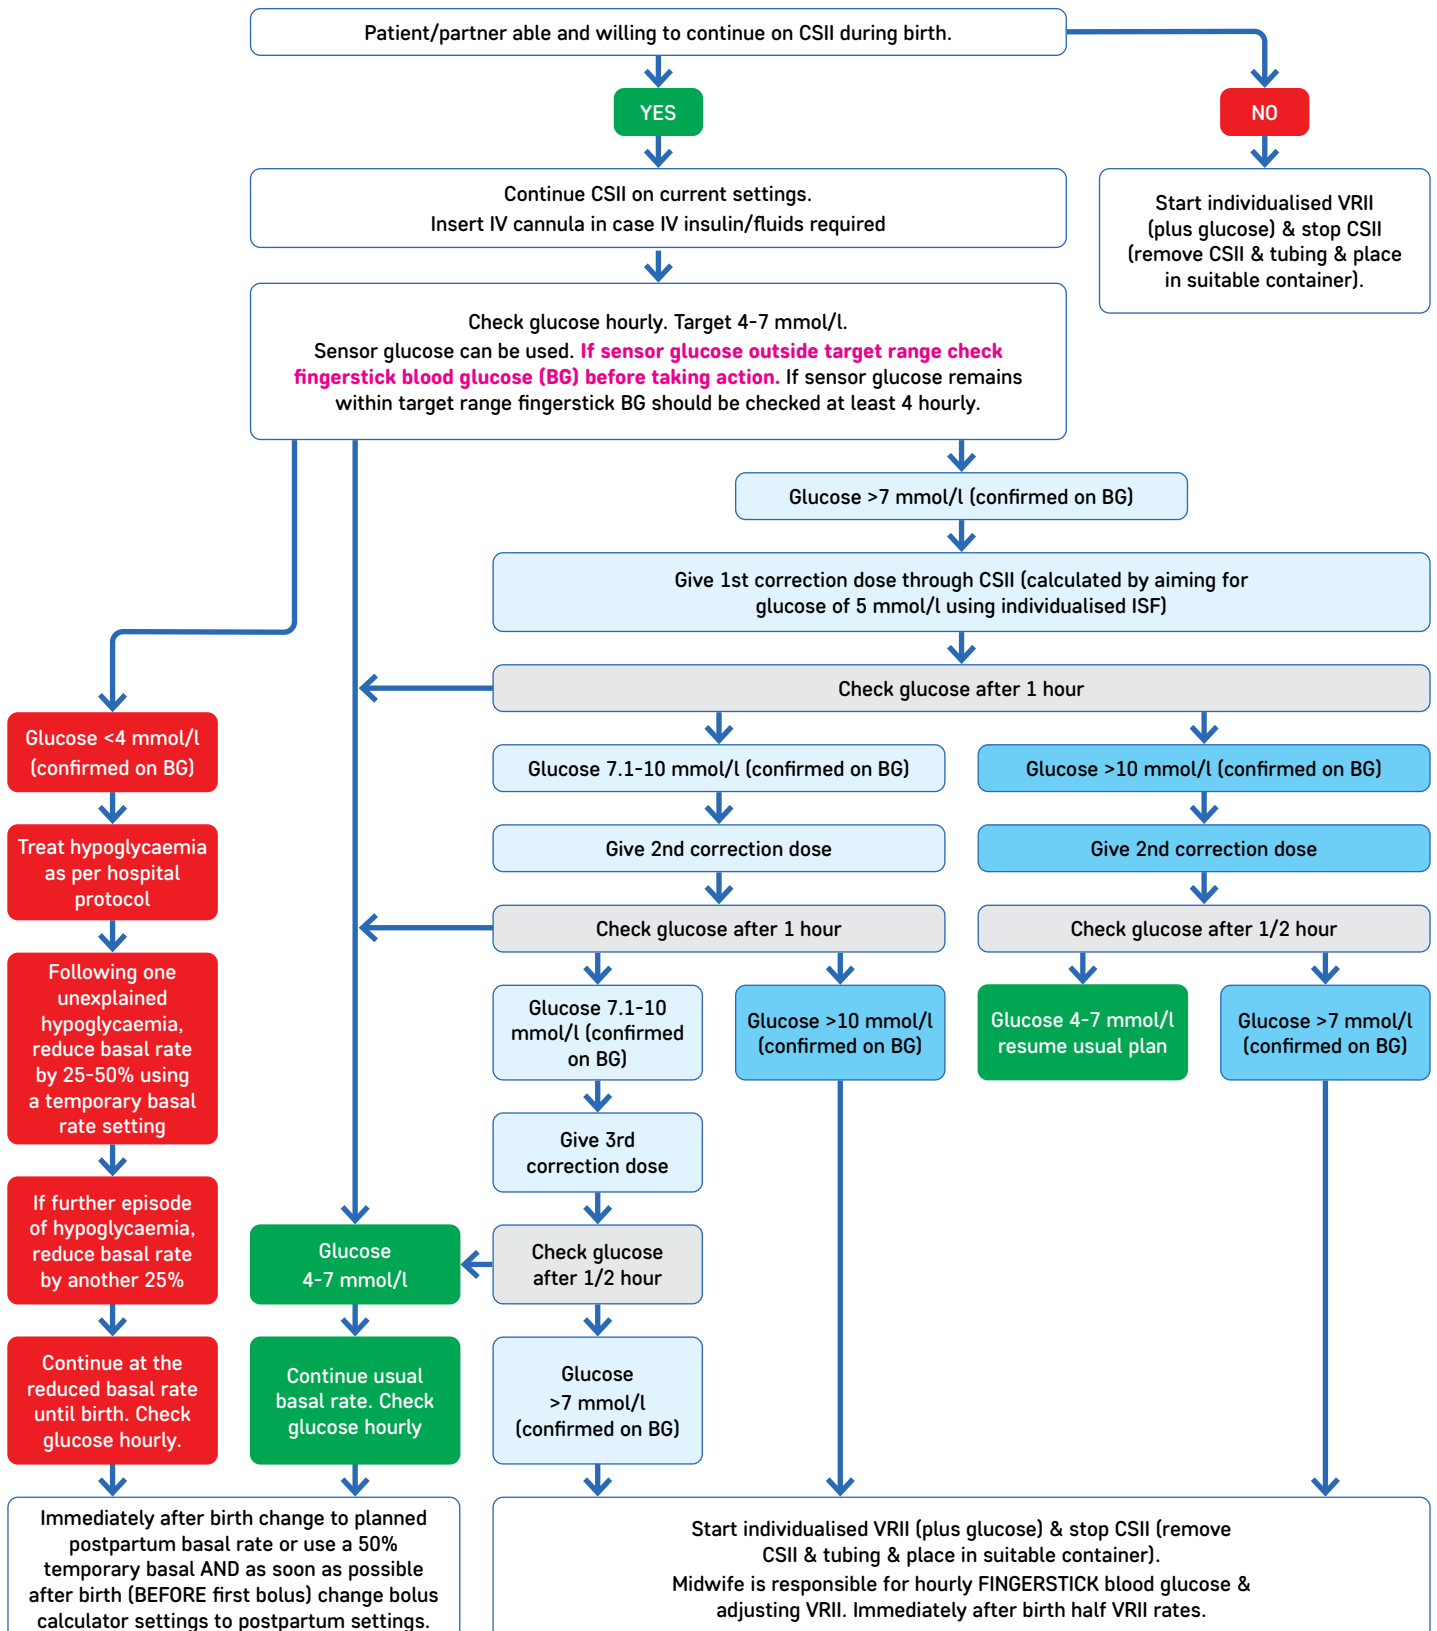 Patient/partner able and willing to continue on CSII during birth.
YES
NO
Continue CSII on current settings.
Insert IV cannula in case IV insulin/fluids required
Start individualised VRII
(plus glucose) & stop CSII
(remove CSII & tubing & place
in suitable container).
Check glucose hourly. Target 4-7 mmol/l.
Sensor glucose can be used. If sensor glucose outside target range check
fingerstick blood glucose (BG) before taking action. If sensor glucose remains
within target range fingerstick BG should be checked at least 4 hourly.
Glucose >7 mmol/l (confirmed on BG)
Give 1st correction dose through CSII (calculated by aiming for
glucose of 5 mmol/l using individualised ISF)
Check glucose after 1 hour
Glucose <4 mmol/l
(confirmed on BG)
Glucose 7.1-10 mmol/l (confirmed on BG)
Glucose >10 mmol/l (confirmed on BG)
Treat hypoglycaemia
as per hospital
protocol
Give 2nd correction dose
Give 2nd correction dose
Check glucose after 1 hour
Check glucose after 1/2 hour
Following one
unexplained
hypoglycaemia,
reduce basal rate
by 25-50% using
a temporary basal
rate setting
Glucose 7.1-10
mmol/l (confirmed
on BG)
Glucose >10 mmol/l
(confirmed on BG)
Glucose 4-7 mmol/l
resume usual plan
Glucose >7 mmol/l
(confirmed on BG)
Give 3rd
correction dose
If further episode
of hypoglycaemia,
reduce basal rate
by another 25%
Glucose
4-7 mmol/l
Check glucose
after 1/2 hour
Continue at the
reduced basal rate
until birth. Check
glucose hourly.
Continue usual
basal rate. Check
glucose hourly
Glucose
>7 mmol/l
(confirmed on BG)
Immediately after birth change to planned
postpartum basal rate or use a 50%
temporary basal AND as soon as possible
after birth (BEFORE first bolus) change bolus
calculator settings to postpartum settings.
Start individualised VRII (plus glucose) & stop CSII (remove
CSII & tubing & place in suitable container).
Midwife is responsible for hourly FINGERSTICK blood glucose &
adjusting VRII. Immediately after birth half VRII rates.